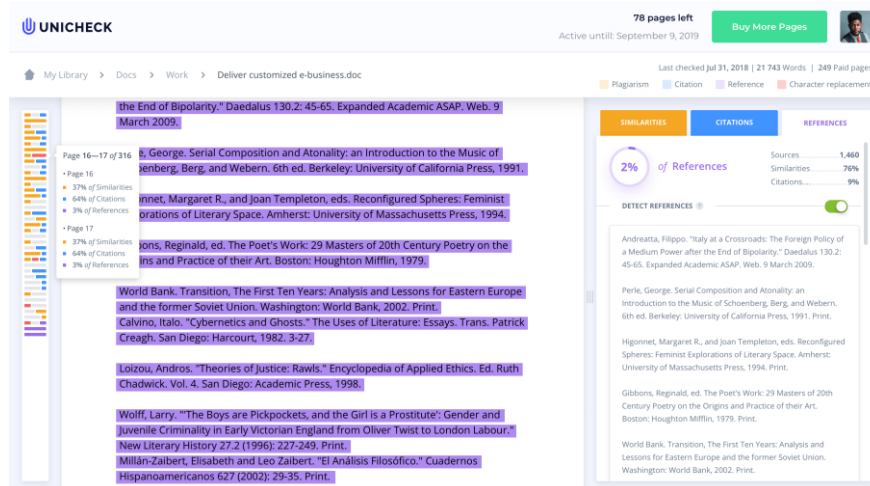 UNICHECK
78 pages left
Active untill: September 9, 2019
Buy More Pages
My Library > Docs > Work > Deliver customized e-business.doc
Last checked Jul 31, 2018 | 21 743 Words | 249 Paid pages
Plagiarism Citation Reference Character replacement
the End of Bipolarity." Daedalus 130.2: 45-65. Expanded Academic ASAP. Web. 9
March 2009.
George. Serial Composition and Atonality: an Introduction to the Music of
Berg, and Webern. 6th ed. Berkeley: University of California Press, 1991.
Margaret R., and Joan Templeton, eds. Reconfigured Spheres: Feminist
of Literary Space. Amherst: University of Massachusetts Press, 1994.
Reginald, ed. The Poet's Work: 29 Masters of 20th Century Poetry on the
and Practice of their Art. Boston: Houghton Mifflin, 1979.
World Bank. Transition, The First Ten Years: Analysis and Lessons for Eastern Europe
and the former Soviet Union. Washington: World Bank, 2002. Print.
Calvino, Italo. "Cybernetics and Ghosts." The Uses of Literature: Essays. Trans. Patrick
Creagh. San Diego: Harcourt, 1982. 3-27.
Loizou, Andros. "Theories of Justice: Rawls." Encyclopedia of Applied Ethics. Ed. Ruth
Chadwick. Vol. 4. San Diego: Academic Press, 1998.
Wolff, Larry. "'The Boys are Pickpockets, and the Girl is a Prostitute': Gender and
Juvenile Criminality in Early Victorian England from Oliver Twist to London Labour."
New Literary History 27.2 (1996): 227-249. Print.
Millán-Zaibert, Elisabeth and Leo Zaibert. "El Análisis Filosófico." Cuadernos
Hispanoamericanos 627 (2002): 29-35. Print.
Page 16—17 of 316
• Page 16
37% of Similarities
64% of Citations
3% of References
• Page 17
37% of Similarities
64% of Citations
3% of References
SIMILARITIES CITATIONS REFERENCES
2% of References
Sources 1,460
Similarities 76%
Citations 9%
DETECT REFERENCES
Andreatta, Filippo. "Italy at a Crossroads: The Foreign Policy of
a Medium Power after the End of Bipolarity." Daedalus 130.2:
45-65. Expanded Academic ASAP. Web. 9 March 2009.
Perle, George. Serial Composition and Atonality: an
Introduction to the Music of Schoenberg, Berg, and Webern.
6th ed. Berkeley: University of California Press, 1991. Print.
Higonnet, Margaret R., and Joan Templeton, eds. Reconfigured
Spheres: Feminist Explorations of Literary Space. Amherst:
University of Massachusetts Press, 1994. Print.
Gibbons, Reginald, ed. The Poet's Work: 29 Masters of 20th
Century Poetry on the Origins and Practice of their Art.
Boston: Houghton Mifflin, 1979. Print.
World Bank. Transition, The First Ten Years: Analysis and
Lessons for Eastern Europe and the former Soviet Union.
Washington: World Bank, 2002. Print.